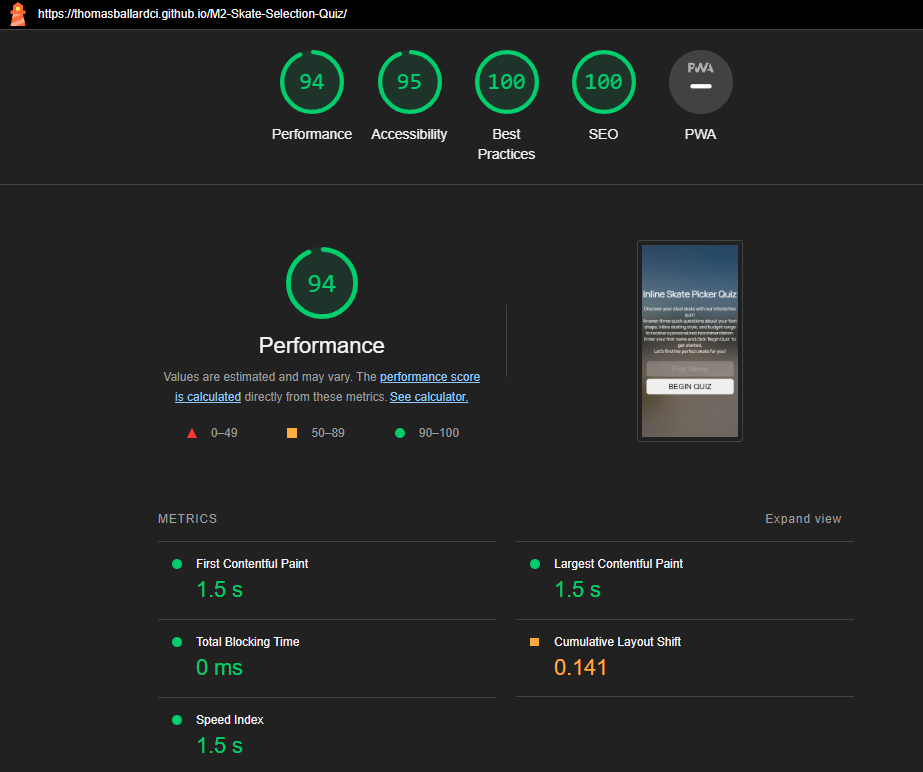 https://thomasballardci.github.io/M2-Skate-Selection-Quiz/
94
95
100
100
PWA
Performance
Accessibility
Best
Practices
SEO
PWA
94
Performance
Values are estimated and may vary. The performance score
is calculated directly from these metrics. See calculator.
0–49
50–89
90–100
Inline Skate Picker Quiz
Discover your ideal skate with our interactive
quiz!
Answer three quick questions about your foot
shape, inline skating style, and budget range
to receive a personalized recommendation.
Enter your first name and click 'Begin Quiz' to
get started.
Let's find the perfect skate for you!
First Name
BEGIN QUIZ
METRICS
Expand view
First Contentful Paint
1.5 s
Largest Contentful Paint
1.5 s
Total Blocking Time
0 ms
Cumulative Layout Shift
0.141
Speed Index
1.5 s